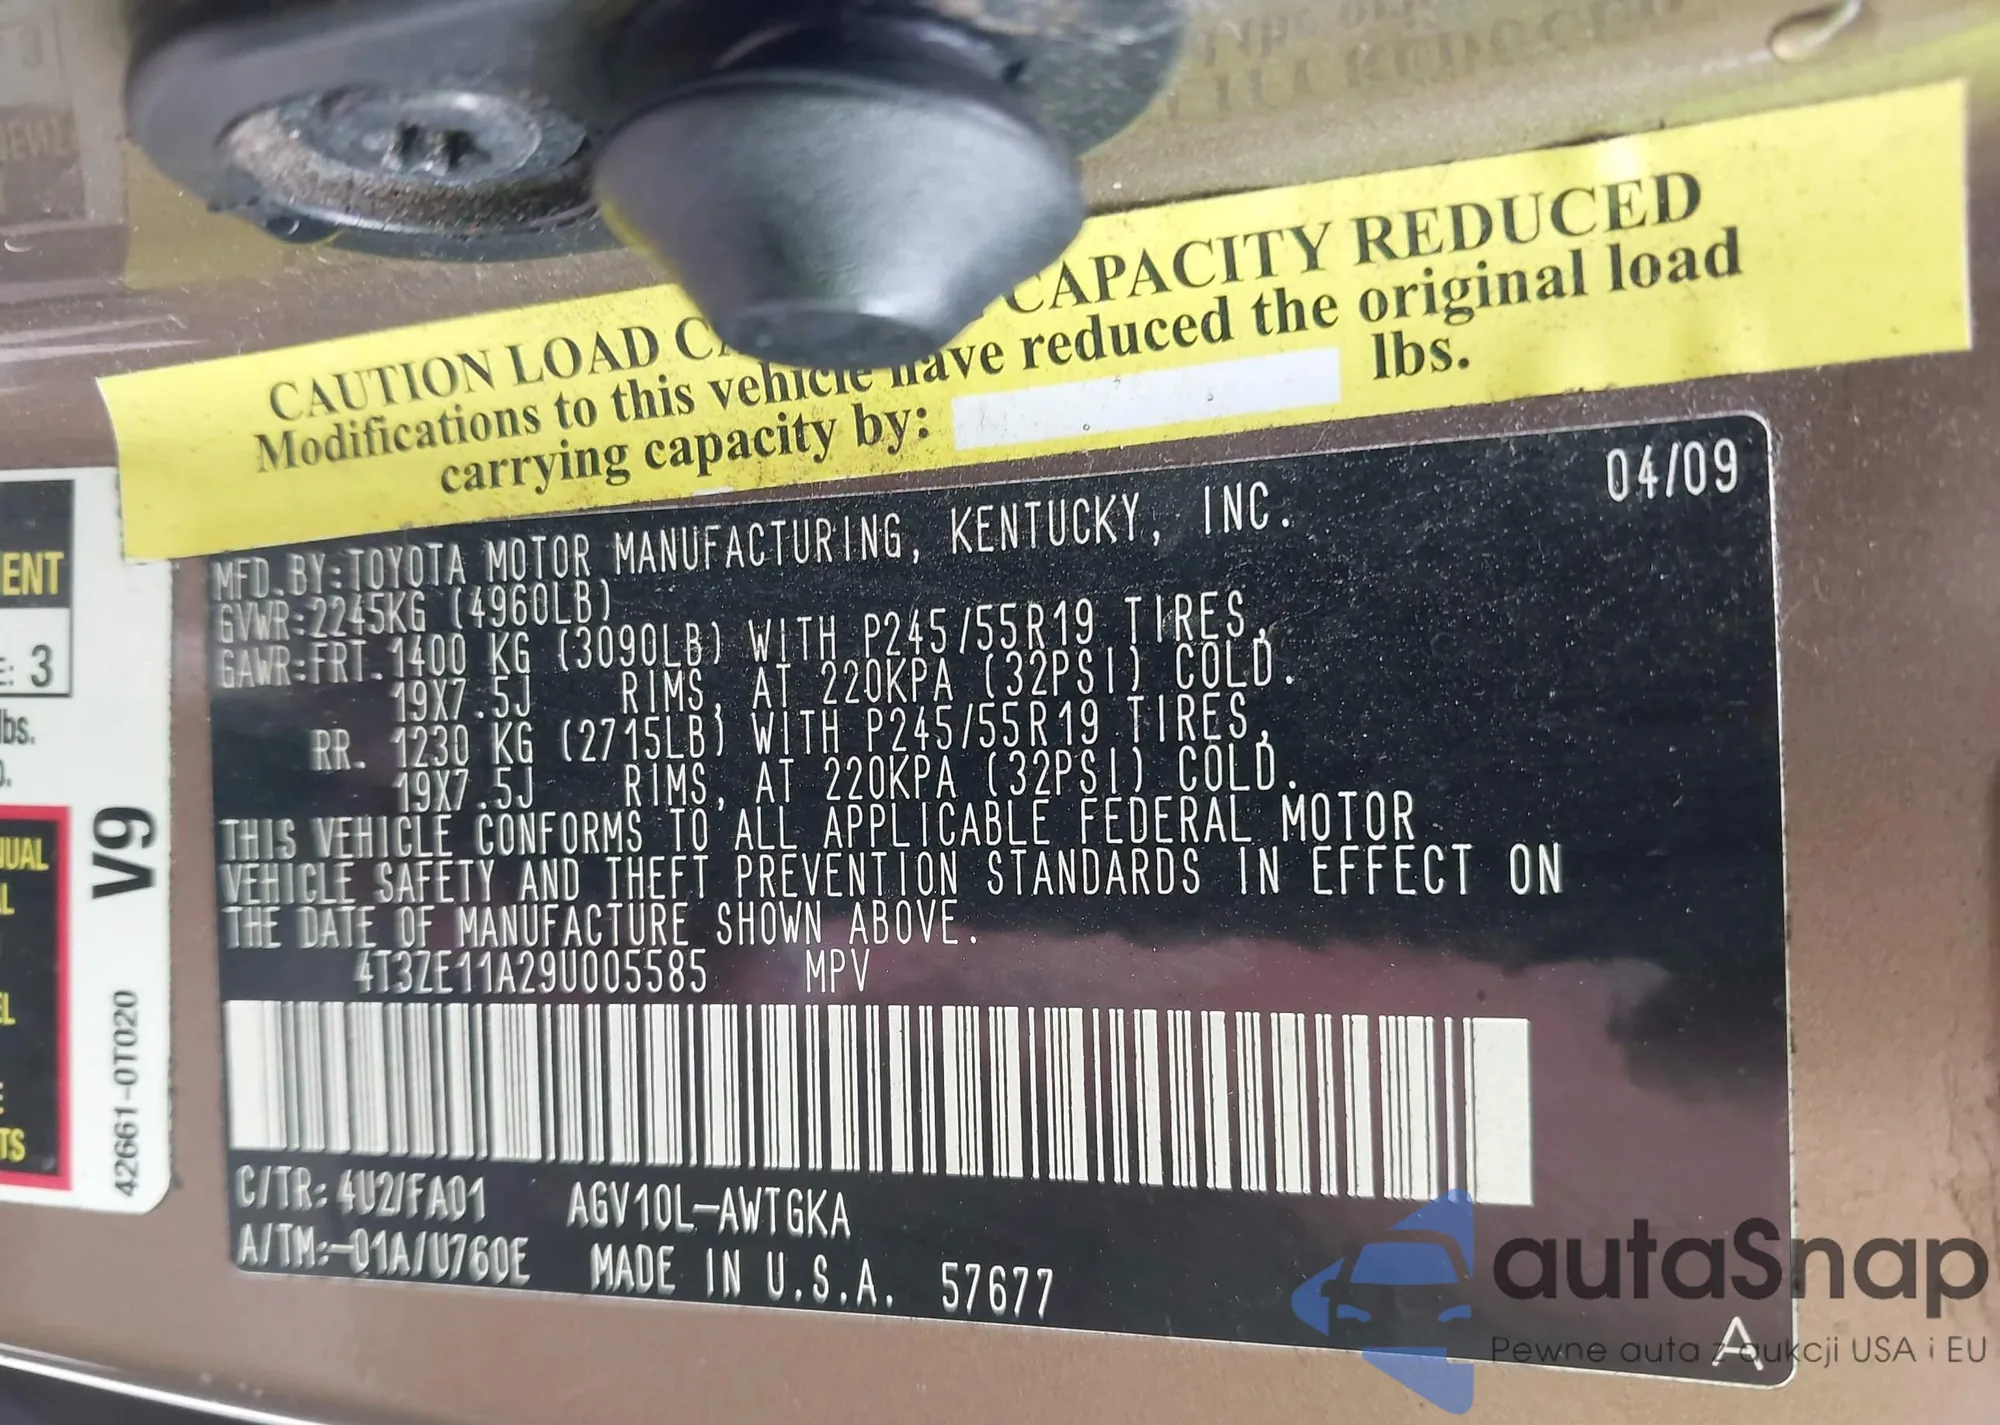 CAUTION LOAD CAPACITY REDUCED
Modifications to this vehicle have reduced the original load
carrying capacity by: lbs.
04/09
MFD.BY:TOYOTA MOTOR MANUFACTURING, KENTUCKY, INC.
GVWR:2245KG (4960LB)
GAWR:FRT. 1400 KG (3090LB) WITH P245/55R19 TIRES,
19X7.5J RIMS, AT 220KPA (32PSI) COLD.
RR. 1230 KG (2715LB) WITH P245/55R19 TIRES,
19X7.5J RIMS, AT 220KPA (32PSI) COLD.
THIS VEHICLE CONFORMS TO ALL APPLICABLE FEDERAL MOTOR
VEHICLE SAFETY AND THEFT PREVENTION STANDARDS IN EFFECT ON
THE DATE OF MANUFACTURE SHOWN ABOVE.
4T3ZE11A29U005585 MPV
C/TR: 4U2/FA01 AGV10L-AWTGKA
A/TM:-01A/U760E MADE IN U.S.A. 57677
A
ENT
E: 3
lbs.
V9
42661-0T020
autaSnap
Pewne auta z aukcji USA i EU